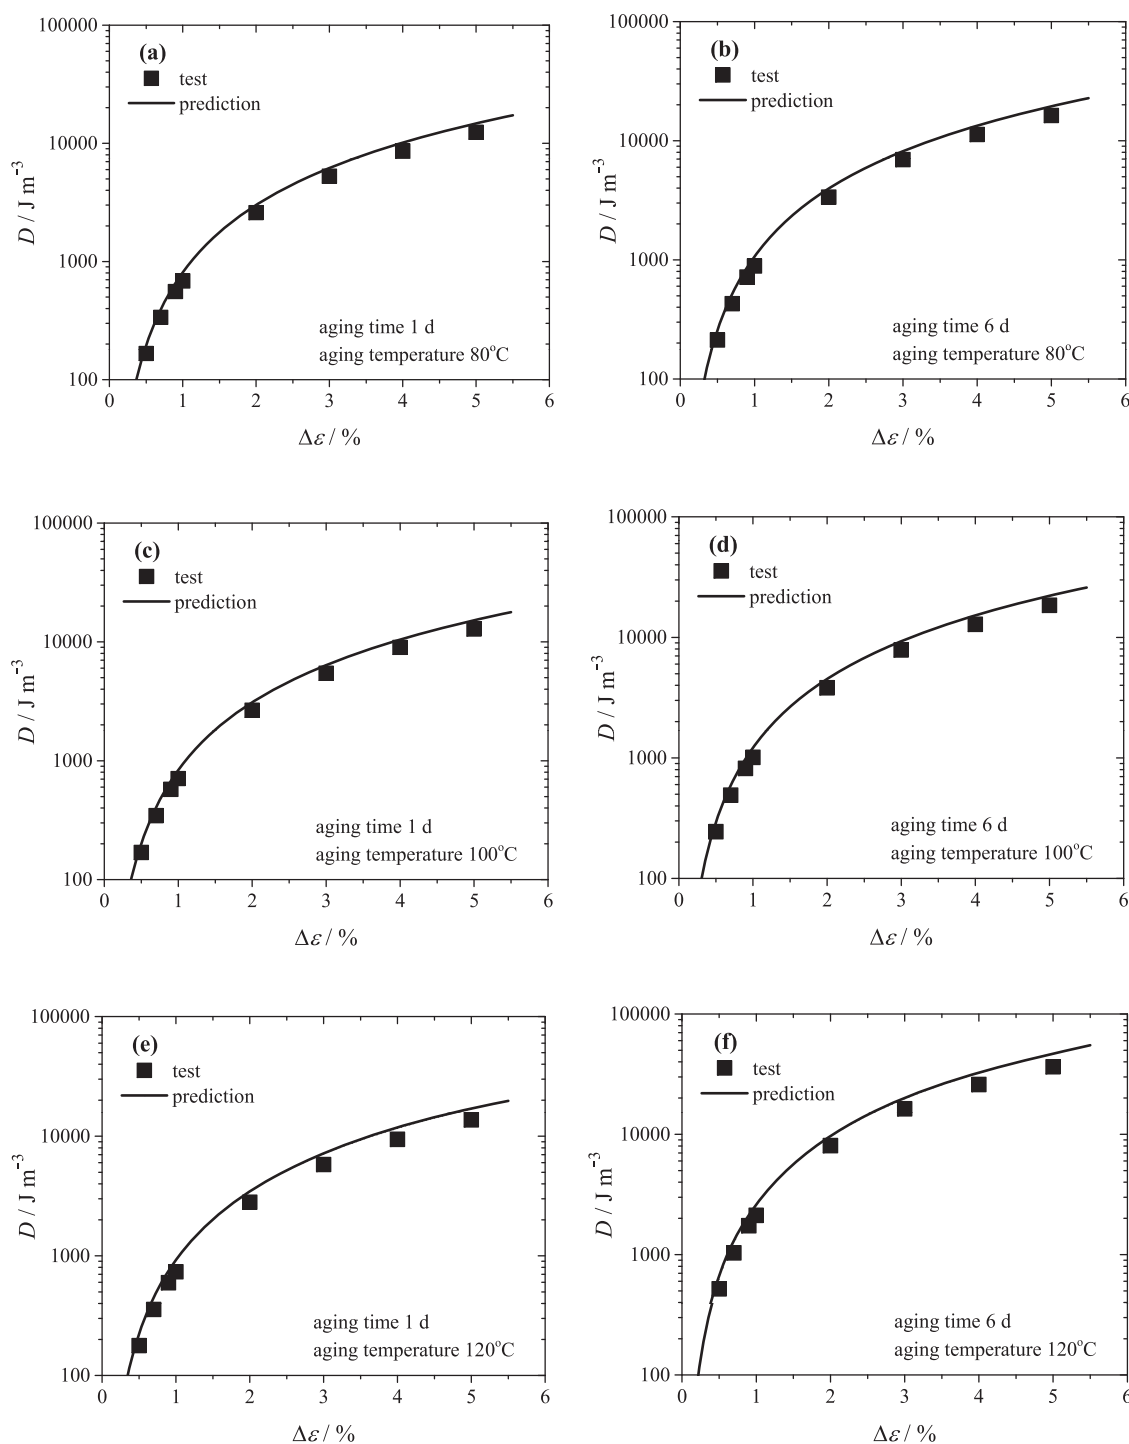 (a)
test
prediction
100000
10000
1000
100
D / J m⁻³
aging time 1 d
aging temperature 80°C
0 1 2 3 4 5 6
Δε / %
(b)
test
prediction
100000
10000
1000
100
D / J m⁻³
aging time 6 d
aging temperature 80°C
0 1 2 3 4 5 6
Δε / %
(c)
test
prediction
100000
10000
1000
100
D / J m⁻³
aging time 1 d
aging temperature 100°C
0 1 2 3 4 5 6
Δε / %
(d)
test
prediction
100000
10000
1000
100
D / J m⁻³
aging time 6 d
aging temperature 100°C
0 1 2 3 4 5 6
Δε / %
(e)
test
prediction
100000
10000
1000
100
D / J m⁻³
aging time 1 d
aging temperature 120°C
0 1 2 3 4 5 6
Δε / %
(f)
test
prediction
100000
10000
1000
100
D / J m⁻³
aging time 6 d
aging temperature 120°C
0 1 2 3 4 5 6
Δε / %